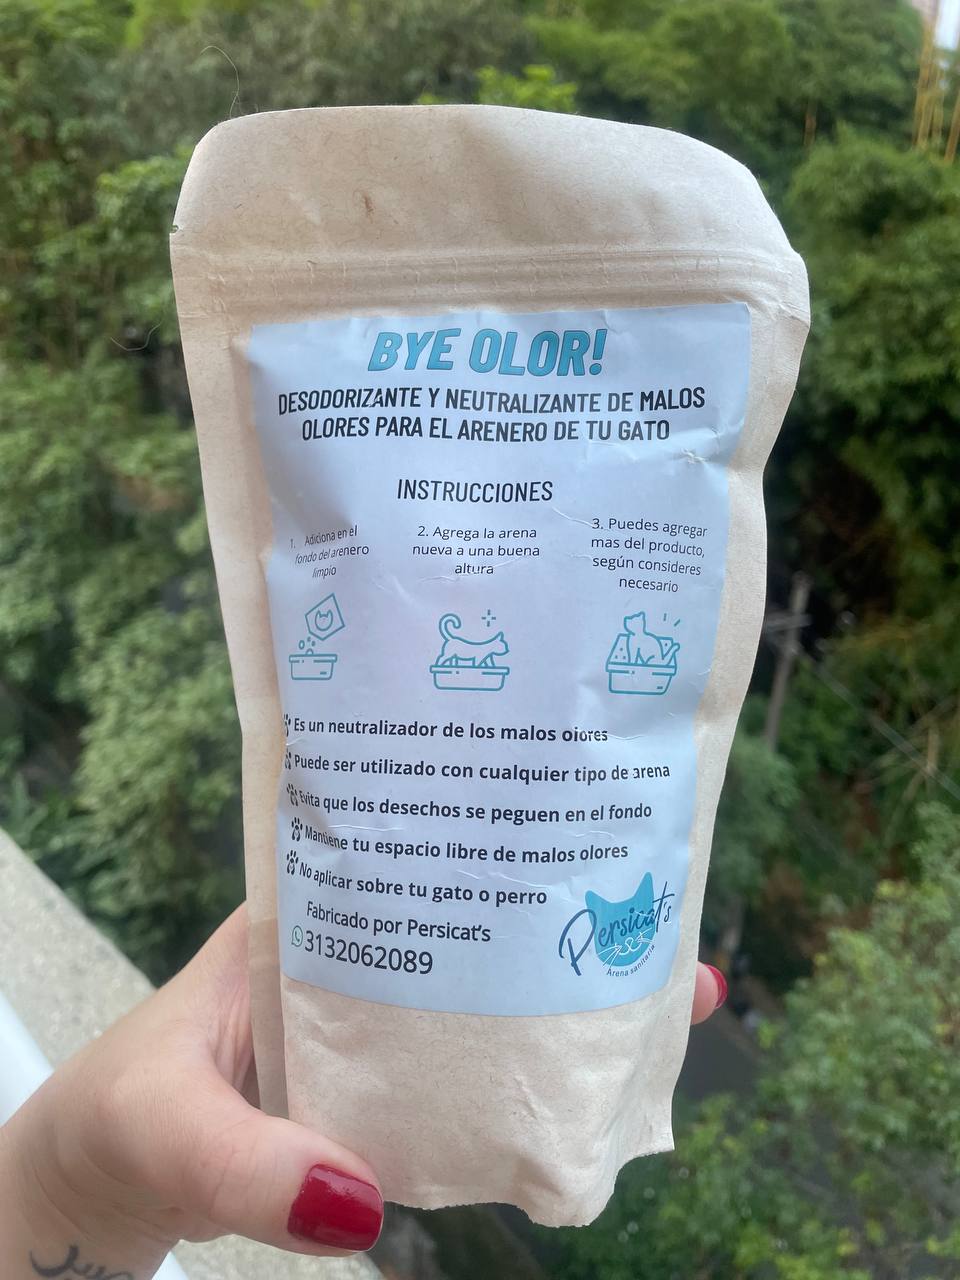 BYE OLOR!
DESODORIZANTE Y NEUTRALIZANTE DE MALOS
OLORES PARA EL ARENERO DE TU GATO
INSTRUCCIONES
1. Adiciona en el
fondo del arenero
limpio
2. Agrega la arena
nueva a una buena
altura
3. Puedes agregar
mas del producto,
según consideres
necesario
Es un neutralizador de los malos olores
Puede ser utilizado con cualquier tipo de arena
Evita que los desechos se peguen en el fondo
Mantiene tu espacio libre de malos olores
No aplicar sobre tu gato o perro
Fabricado por Persicat's
3132062089
Persicat's
Arena sanitaria